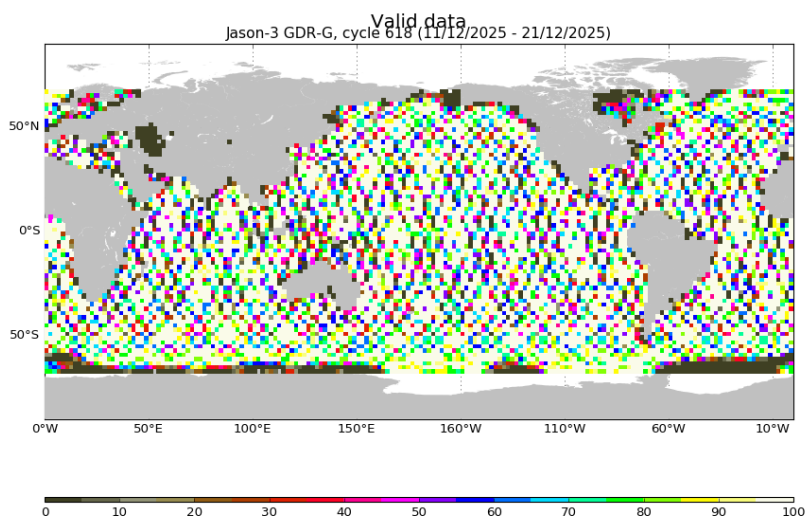 Valid data
Jason-3 GDR-G, cycle 618 (11/12/2025 - 21/12/2025)
50°N
0°S
50°S
0°W 50°E 100°E 150°E 160°W 110°W 60°W 10°W
0 10 20 30 40 50 60 70 80 90 100